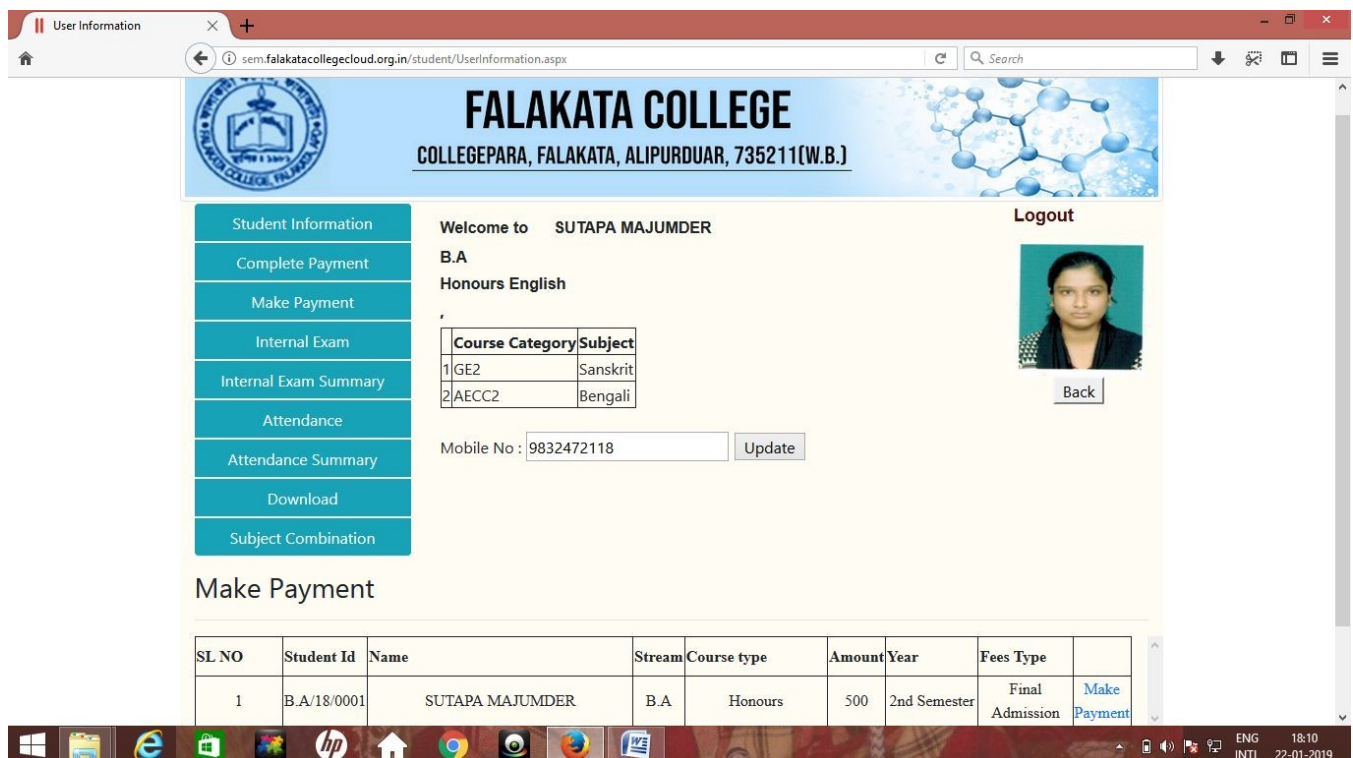 User Information
sem.falakatacollegecloud.org.in/student/UserInformation.aspx
Search
FALAKATA COLLEGE
COLLEGEPARA, FALAKATA, ALIPURDUAR, 735211(W.B.)
Student Information
Complete Payment
Make Payment
Internal Exam
Internal Exam Summary
Attendance
Attendance Summary
Download
Subject Combination
Welcome to SUTAPA MAJUMDER
B.A
Honours English
,
Course Category Subject
1 GE2 Sanskrit
2 AECC2 Bengali
Mobile No : 9832472118 Update
Logout
Back
Make Payment
SL NO Student Id Name Stream Course type Amount Year Fees Type
1 B.A/18/0001 SUTAPA MAJUMDER B.A Honours 500 2nd Semester Final Admission Make Payment
hp
ENG 18:10
INTL 22-01-2019